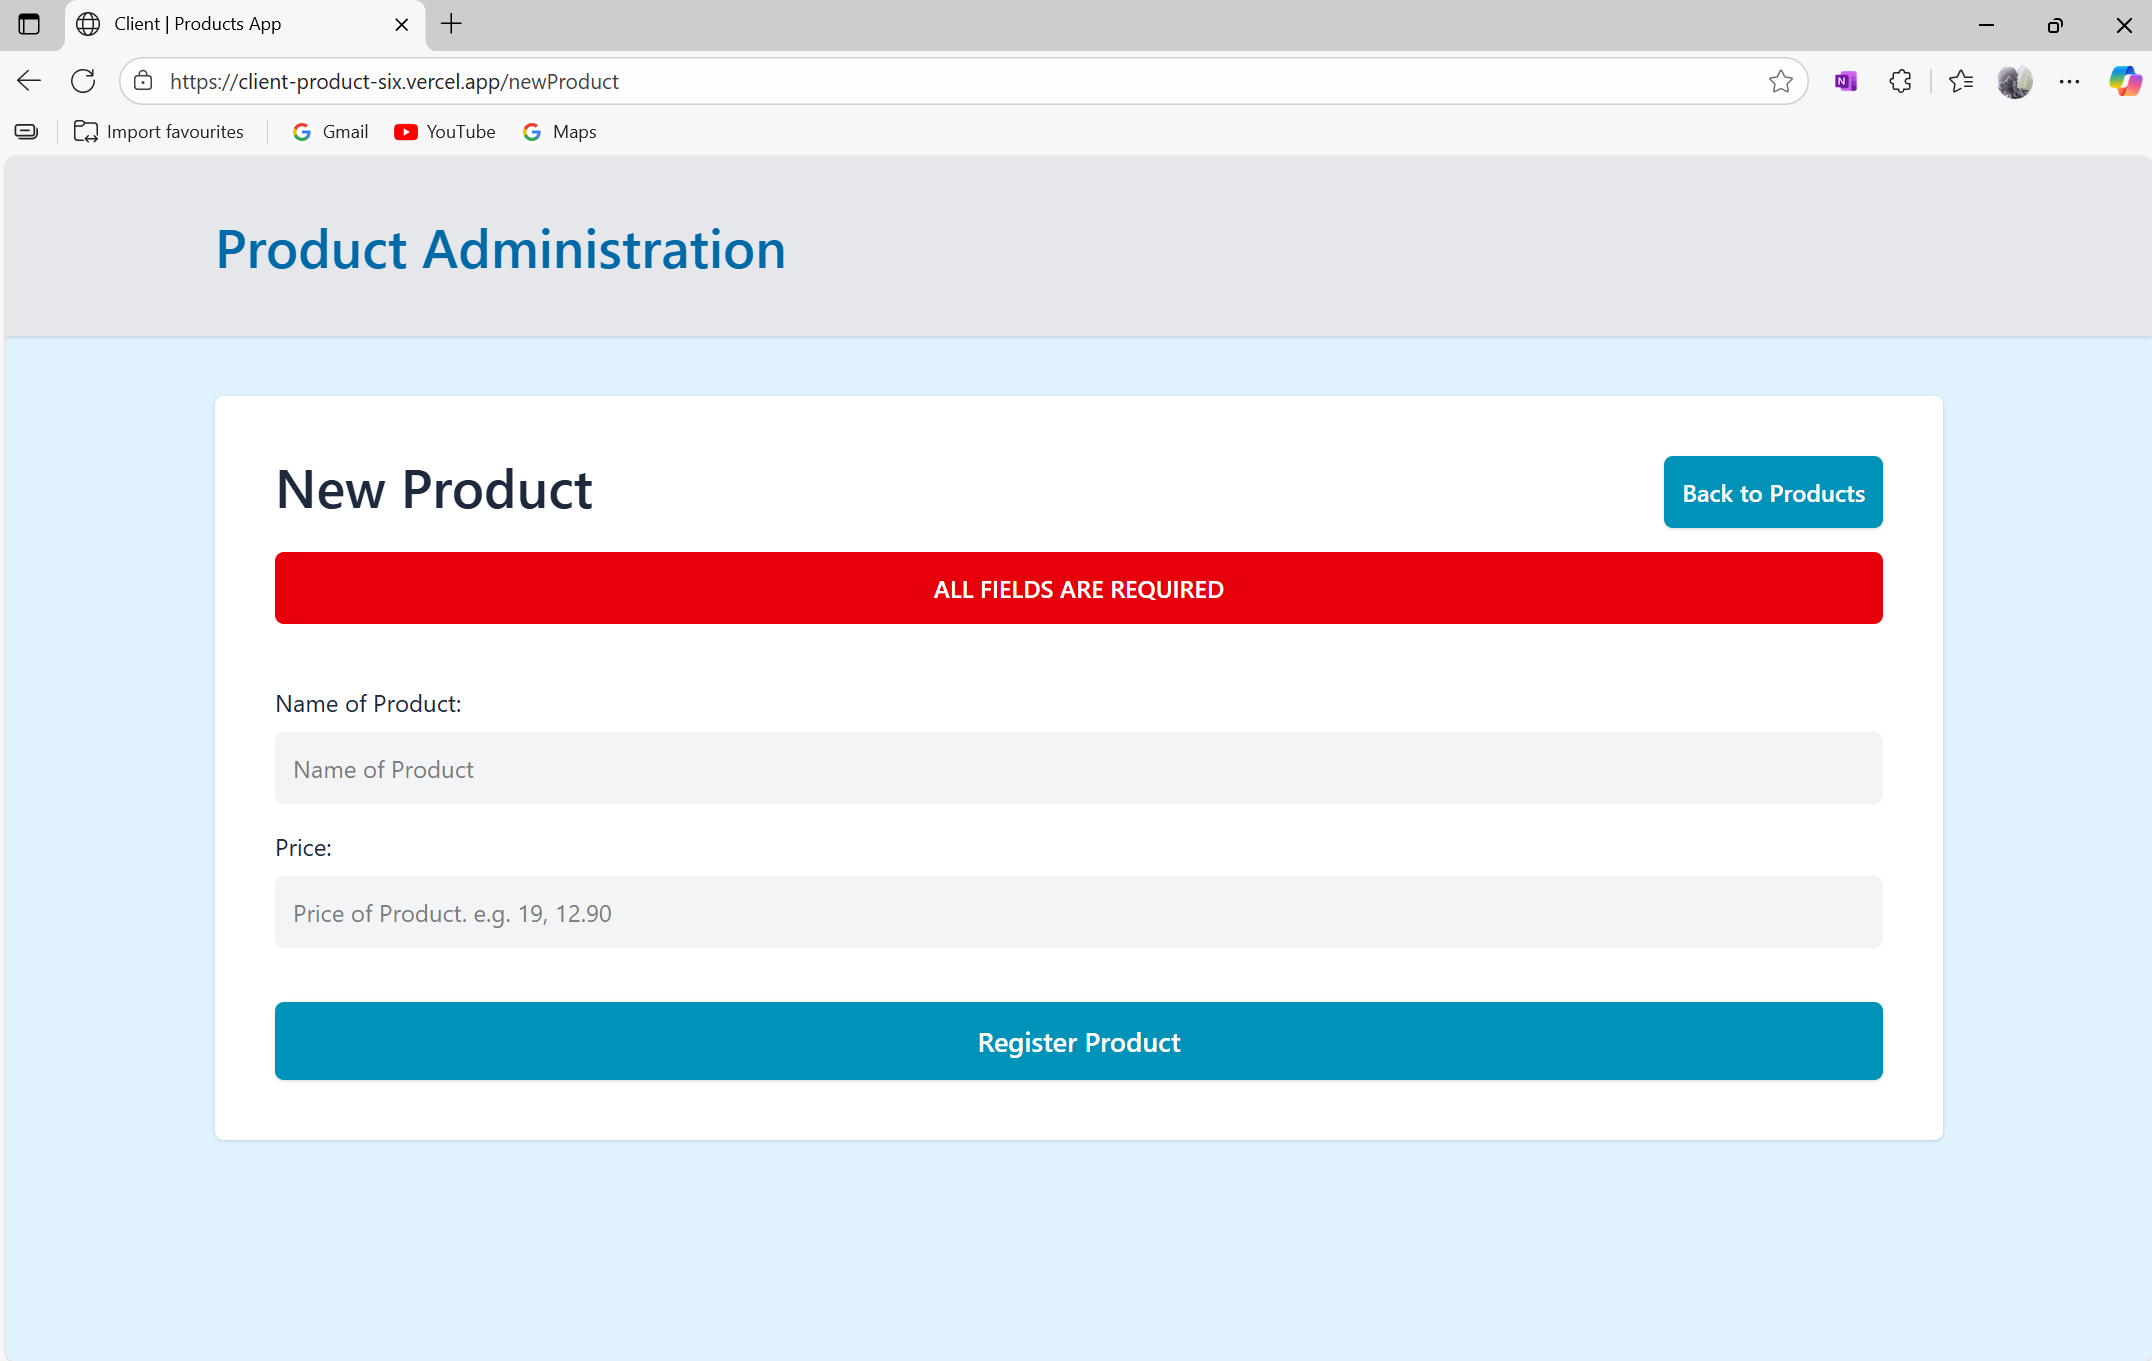 Client | Products App
https://client-product-six.vercel.app/newProduct
Import favourites Gmail YouTube Maps
Product Administration
New Product
Back to Products
ALL FIELDS ARE REQUIRED
Name of Product:
Name of Product
Price:
Price of Product. e.g. 19, 12.90
Register Product